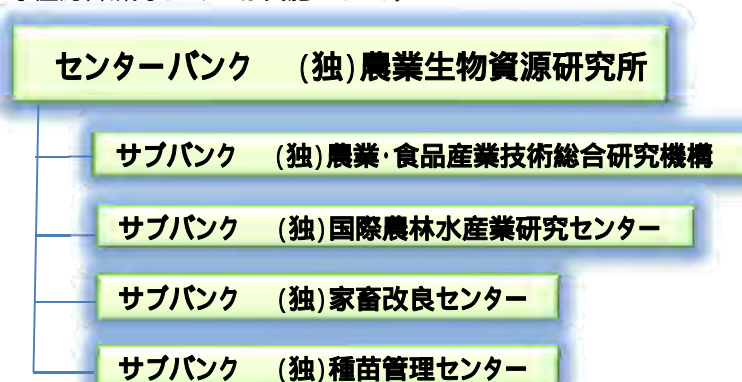 センターバンク (独)農業生物資源研究所
サブバンク (独)農業・食品産業技術総合研究機構
サブバンク (独)国際農林水産業研究センター
サブバンク (独)家畜改良センター
サブバンク (独)種苗管理センター